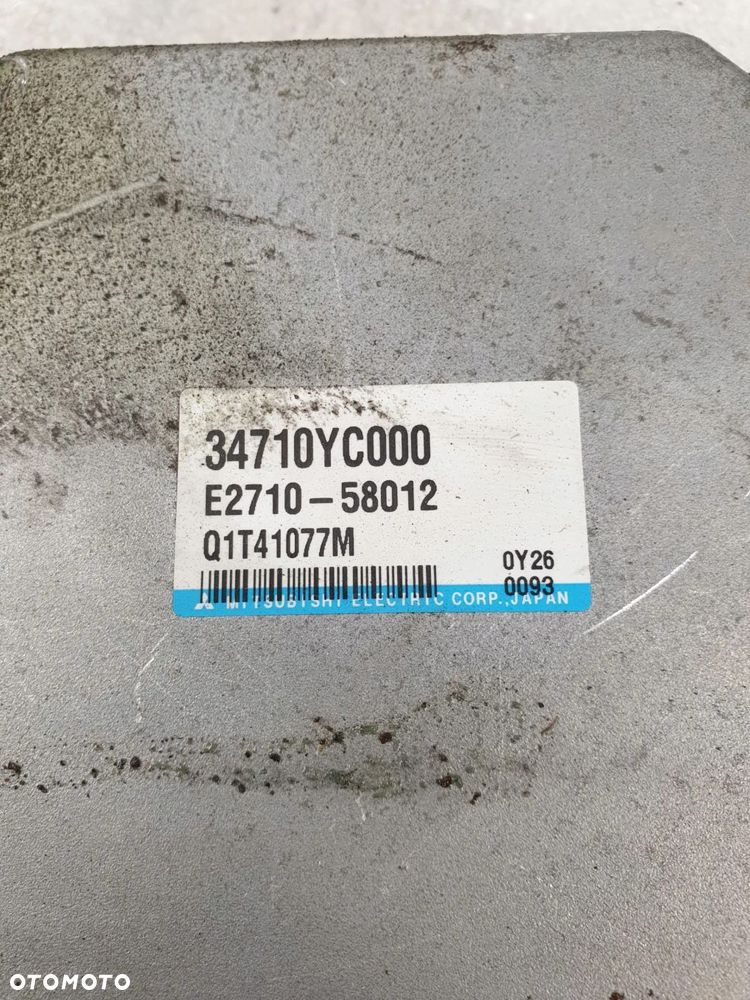 34710YC000
E2710-58012
Q1T41077M
0Y26
0093
MITSUBISHI ELECTRIC CORP.,JAPAN
OTOMOTO